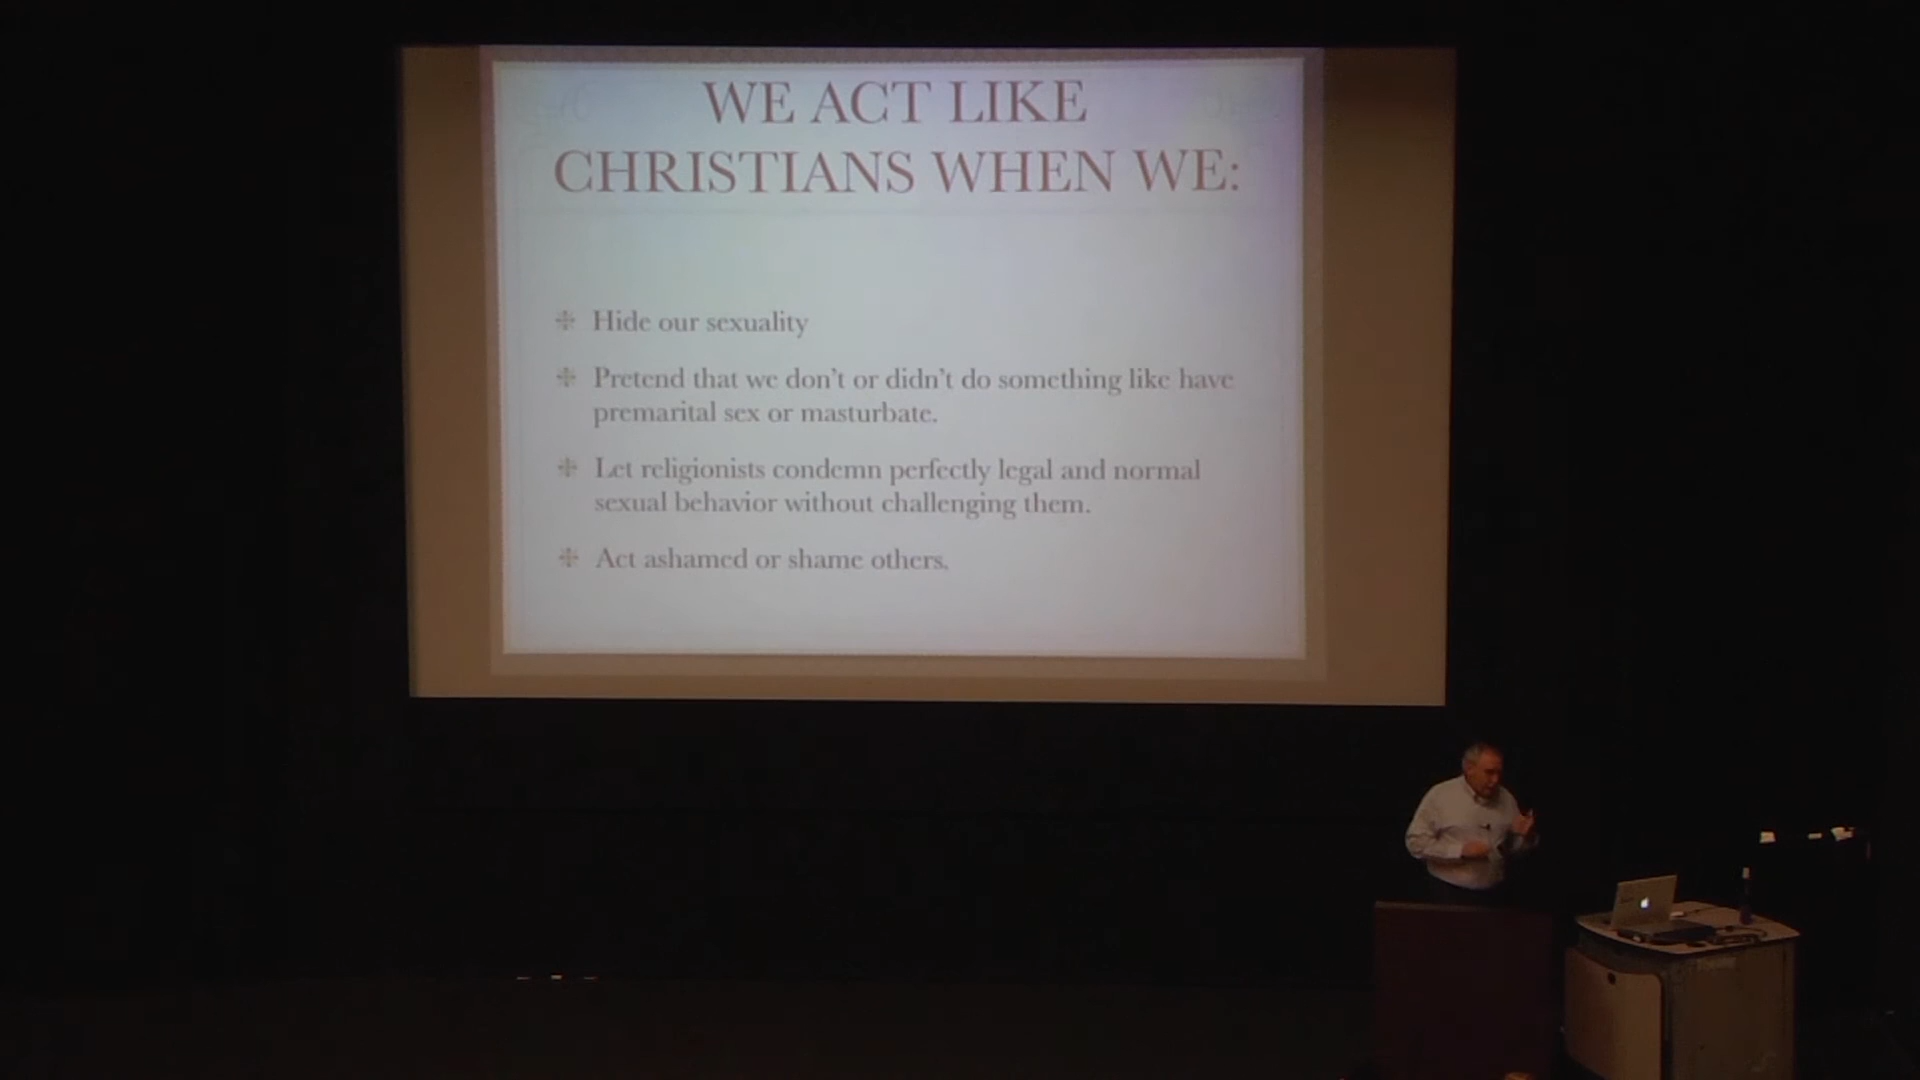 WE ACT LIKE
CHRISTIANS WHEN WE:
Hide our sexuality
Pretend that we don't or didn't do something like have
premarital sex or masturbate.
Let religionists condemn perfectly legal and normal
sexual behavior without challenging them.
Act ashamed or shame others.